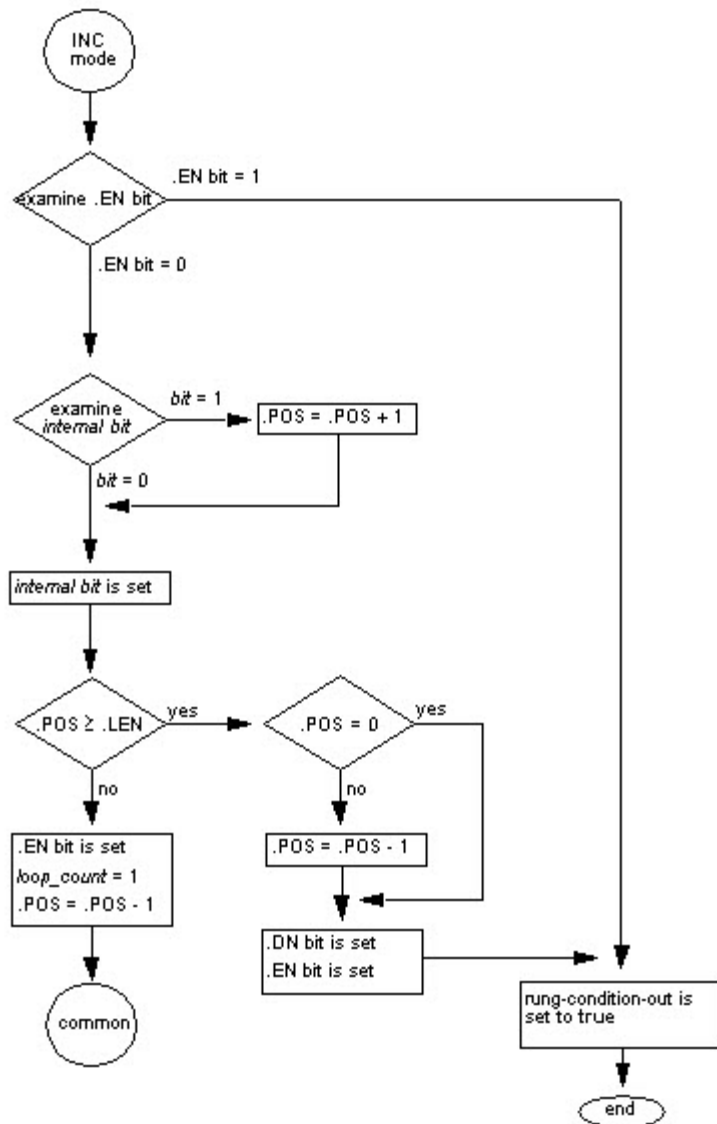 INC
mode
.EN bit = 1
examine .EN bit
.EN bit = 0
examine
internal bit
bit = 1
.POS = .POS + 1
bit = 0
internal bit is set
.POS ≥ .LEN
yes
.POS = 0
yes
no
no
.EN bit is set
loop_count = 1
.POS = .POS - 1
.POS = .POS - 1
.DN bit is set
.EN bit is set
common
rung-condition-out is
set to true
end